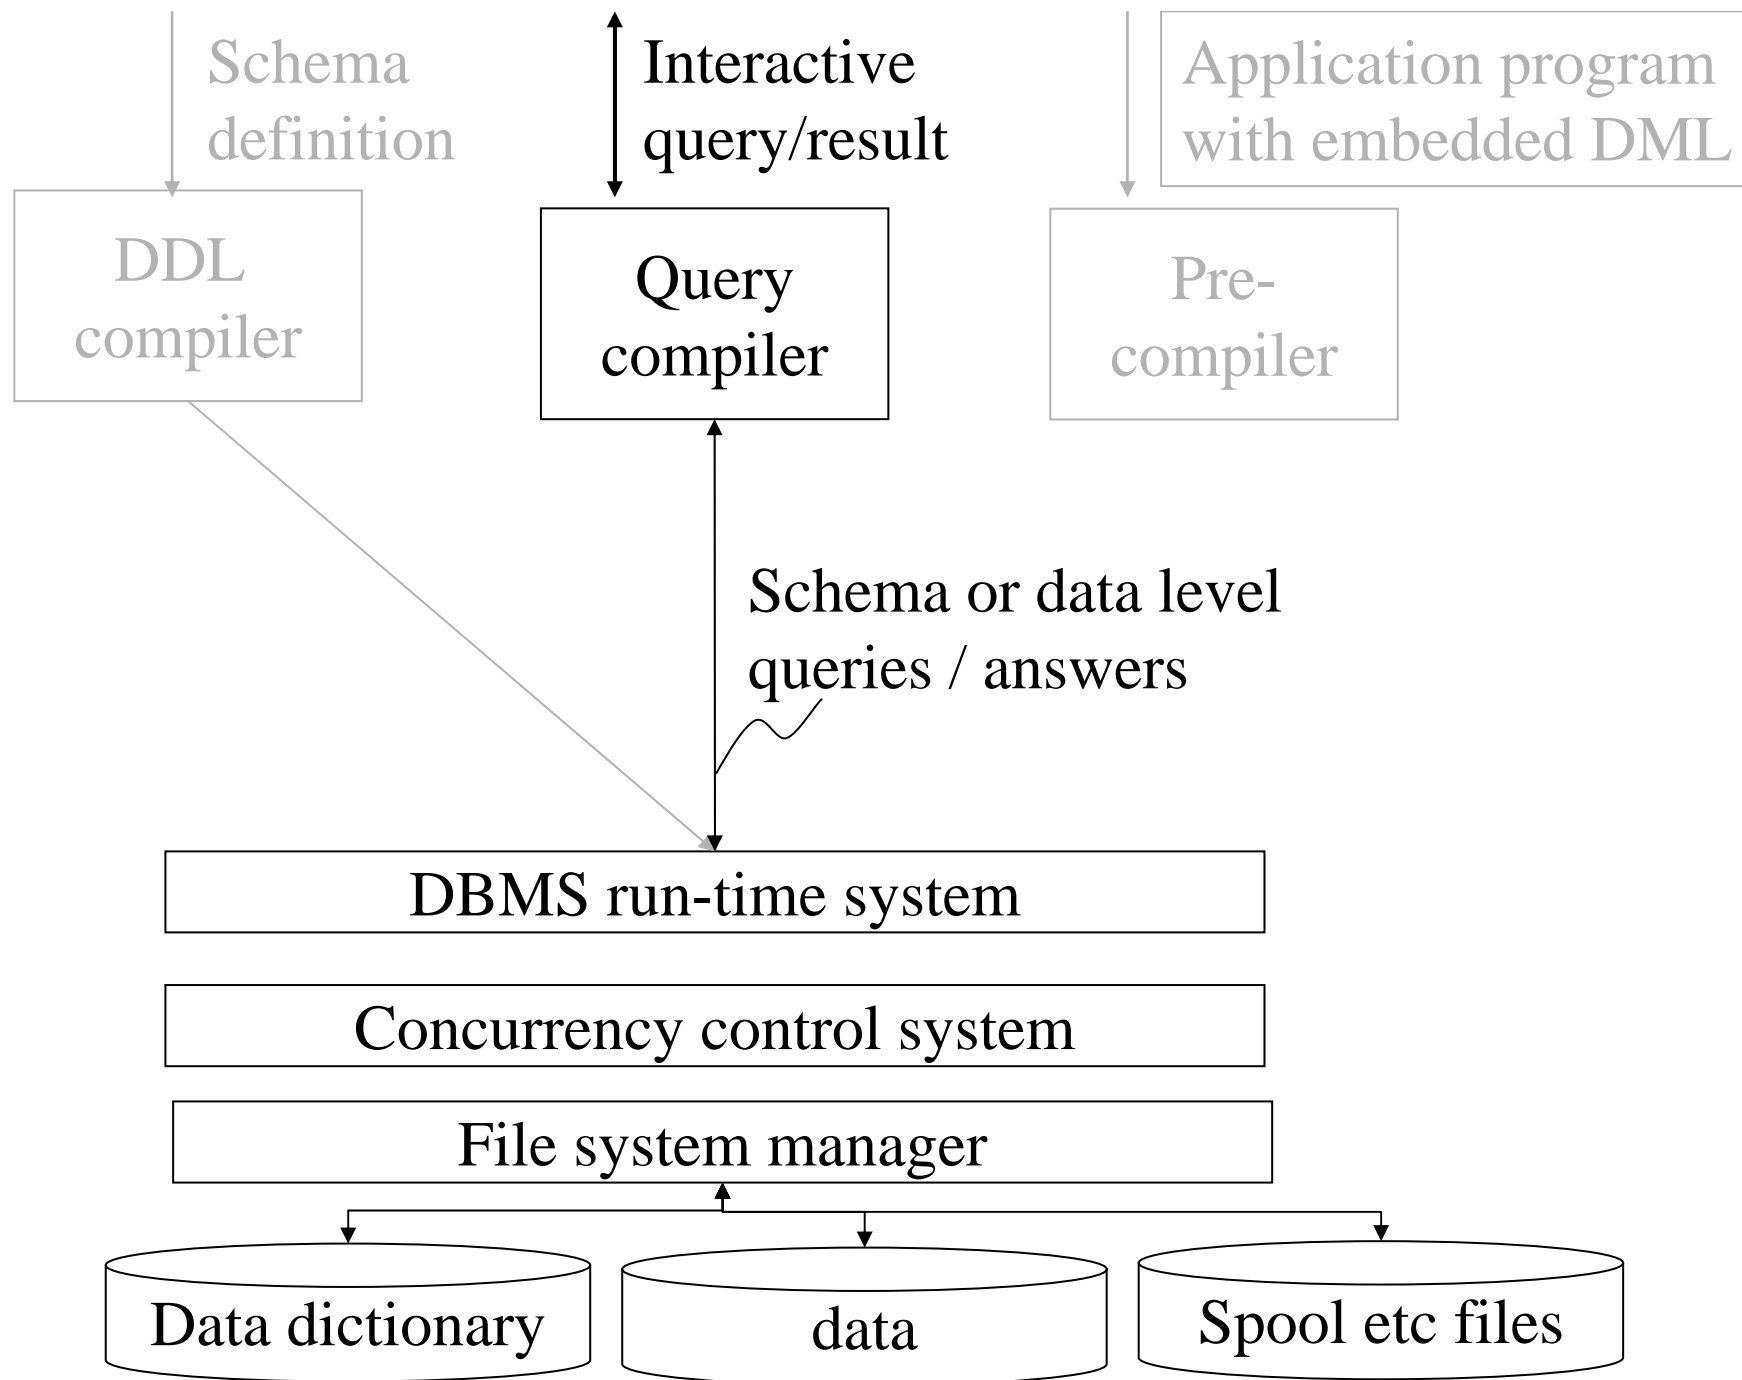 Schema
definition
Interactive
query/result
Application program
with embedded DML
DDL
compiler
Query
compiler
Pre-
compiler
Schema or data level
queries / answers
DBMS run-time system
Concurrency control system
File system manager
Data dictionary
data
Spool etc files